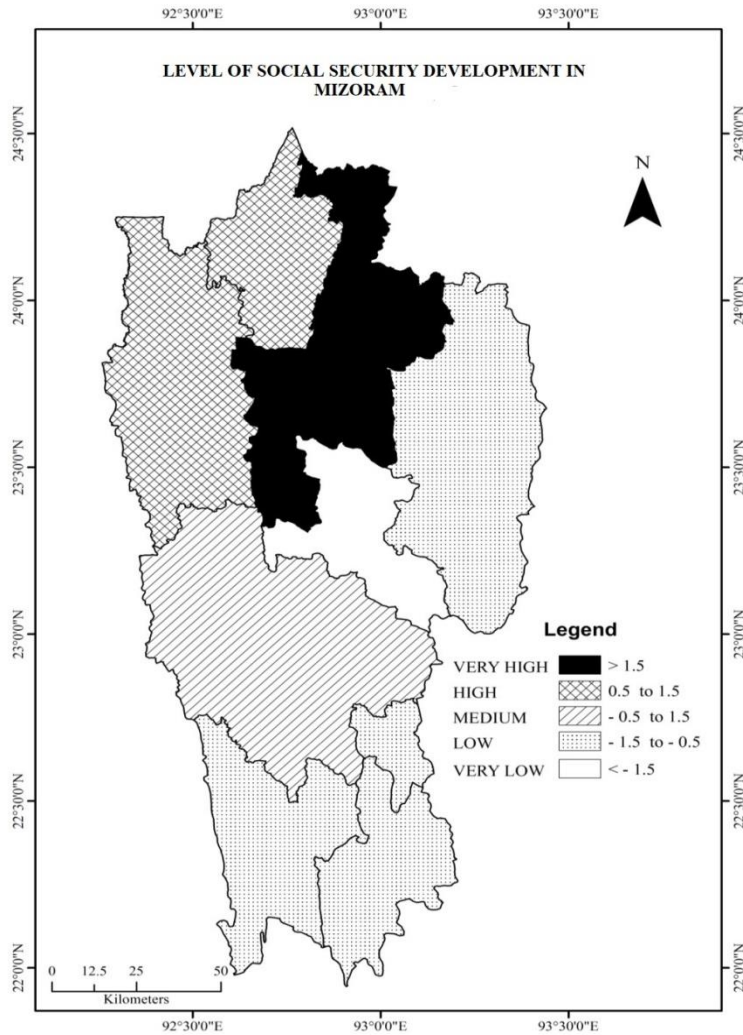 92°30'0"E 93°0'0"E 93°30'0"E
LEVEL OF SOCIAL SECURITY DEVELOPMENT IN
MIZORAM
N
24°30'0"N 24°30'0"N
24°0'0"N 24°0'0"N
23°30'0"N 23°30'0"N
23°0'0"N 23°0'0"N
Legend
VERY HIGH > 1.5
HIGH 0.5 to 1.5
MEDIUM - 0.5 to 1.5
LOW - 1.5 to - 0.5
VERY LOW < - 1.5
22°30'0"N 22°30'0"N
22°0'0"N 22°0'0"N
0 12.5 25 50
Kilometers
92°30'0"E 93°0'0"E 93°30'0"E